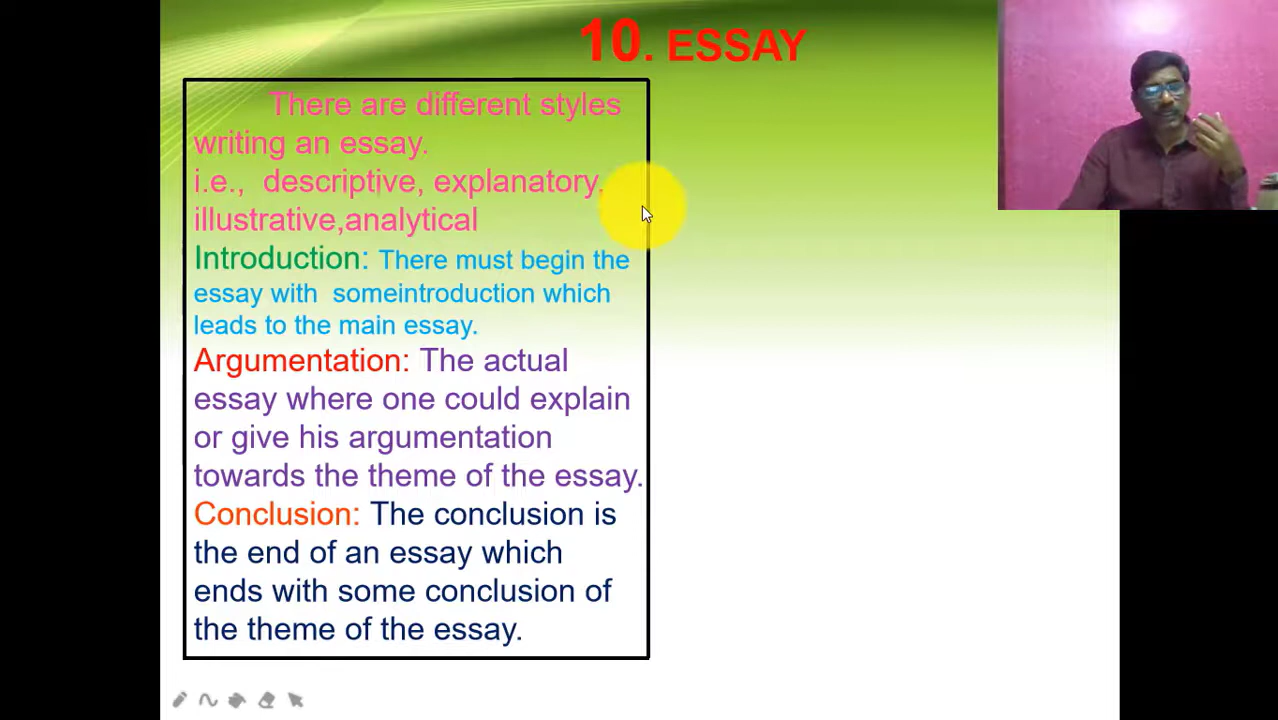 10. ESSAY
There are different styles
writing an essay.
i.e., descriptive, explanatory.
illustrative,analytical
Introduction: There must begin the
essay with someintroduction which
leads to the main essay.
Argumentation: The actual
essay where one could explain
or give his argumentation
towards the theme of the essay.
Conclusion: The conclusion is
the end of an essay which
ends with some conclusion of
the theme of the essay.